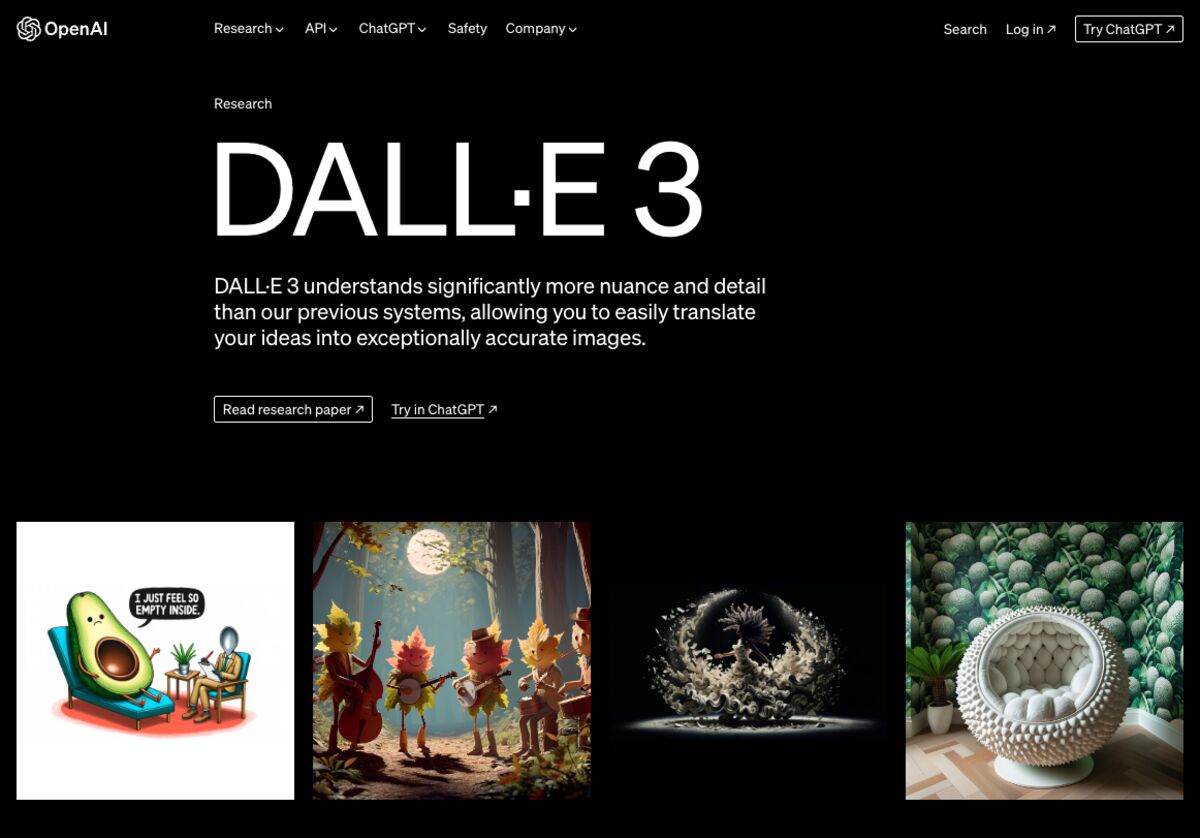 OpenAI
Research
API
ChatGPT
Safety
Company
Search
Log in ↗
Try ChatGPT ↗
Research
DALL·E 3
DALL·E 3 understands significantly more nuance and detail
than our previous systems, allowing you to easily translate
your ideas into exceptionally accurate images.
Read research paper ↗
Try in ChatGPT ↗
I JUST FEEL SO
EMPTY INSIDE.